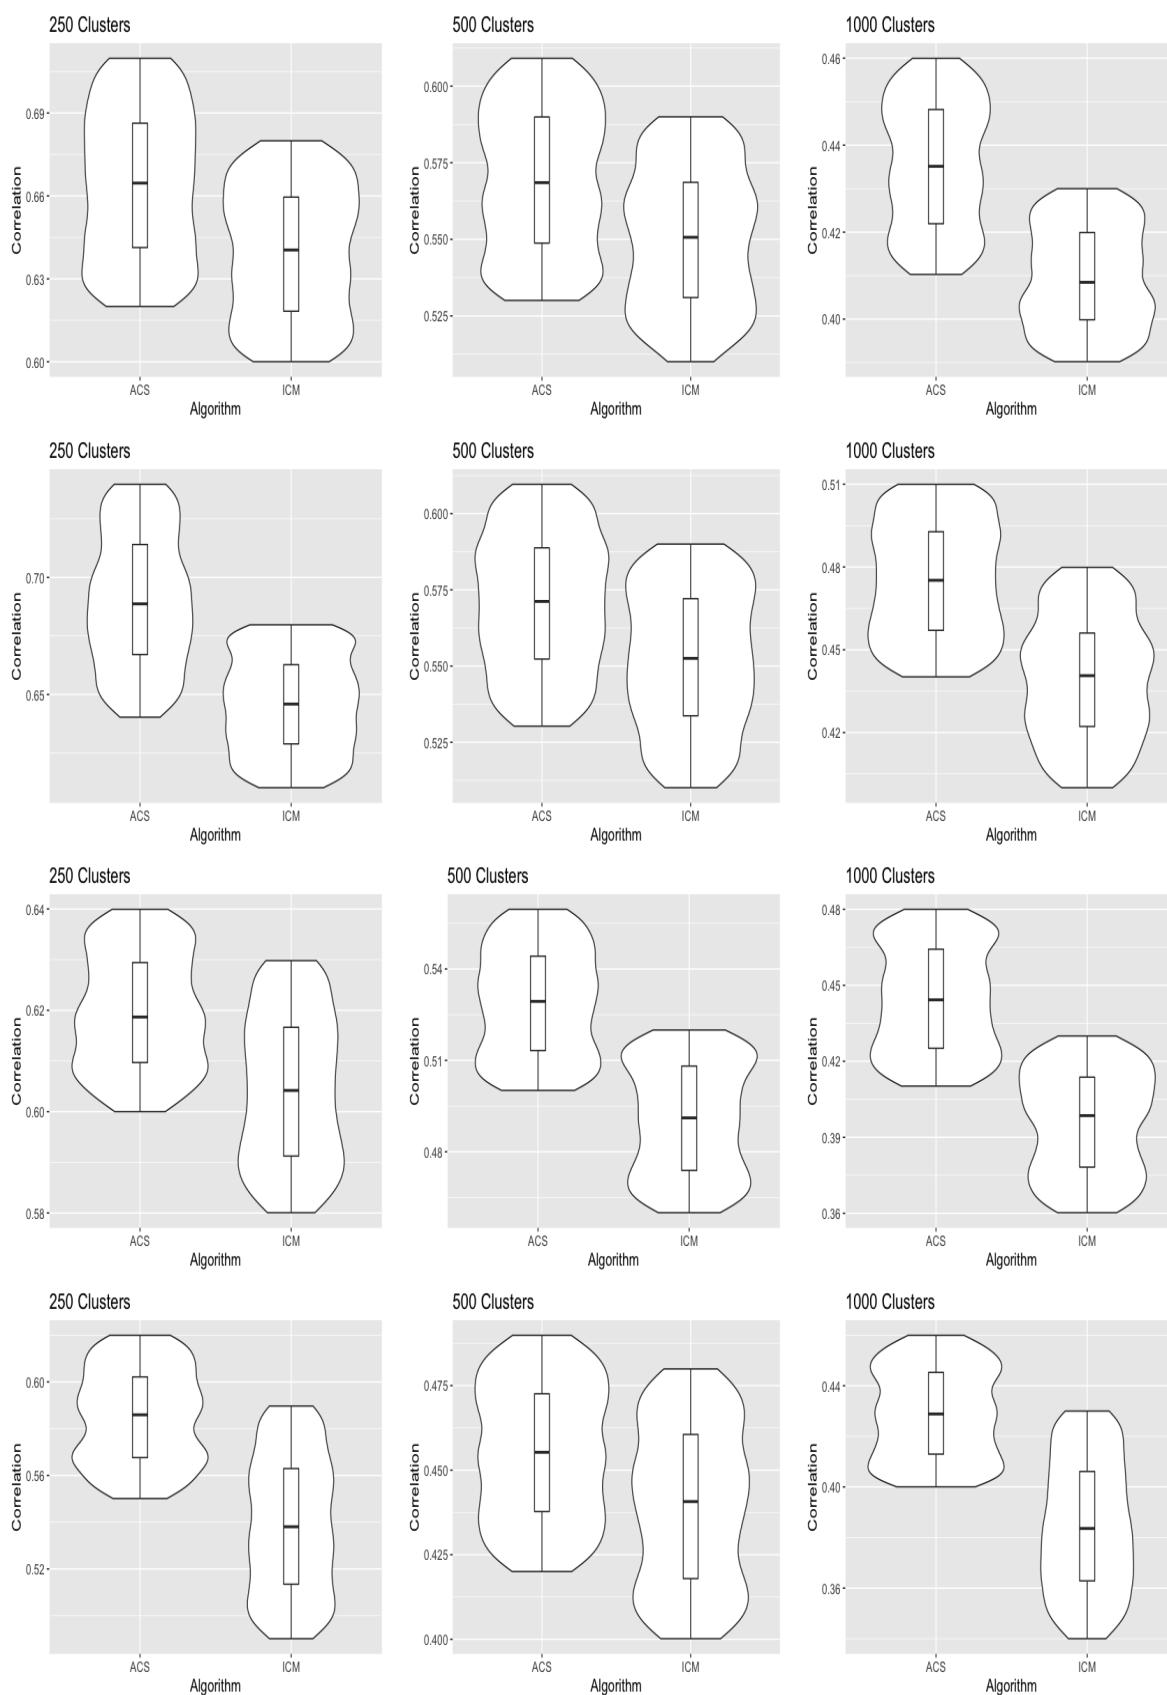 250 Clusters
500 Clusters
1000 Clusters
Correlation
0.69
0.66
0.63
0.60
ACS
ICM
Algorithm
Correlation
0.600
0.575
0.550
0.525
ACS
ICM
Algorithm
Correlation
0.46
0.44
0.42
0.40
ACS
ICM
Algorithm
250 Clusters
500 Clusters
1000 Clusters
Correlation
0.70
0.65
ACS
ICM
Algorithm
Correlation
0.600
0.575
0.550
0.525
ACS
ICM
Algorithm
Correlation
0.51
0.48
0.45
0.42
ACS
ICM
Algorithm
250 Clusters
500 Clusters
1000 Clusters
Correlation
0.64
0.62
0.60
0.58
ACS
ICM
Algorithm
Correlation
0.54
0.51
0.48
ACS
ICM
Algorithm
Correlation
0.48
0.45
0.42
0.39
0.36
ACS
ICM
Algorithm
250 Clusters
500 Clusters
1000 Clusters
Correlation
0.60
0.56
0.52
ACS
ICM
Algorithm
Correlation
0.475
0.450
0.425
0.400
ACS
ICM
Algorithm
Correlation
0.44
0.40
0.36
ACS
ICM
Algorithm